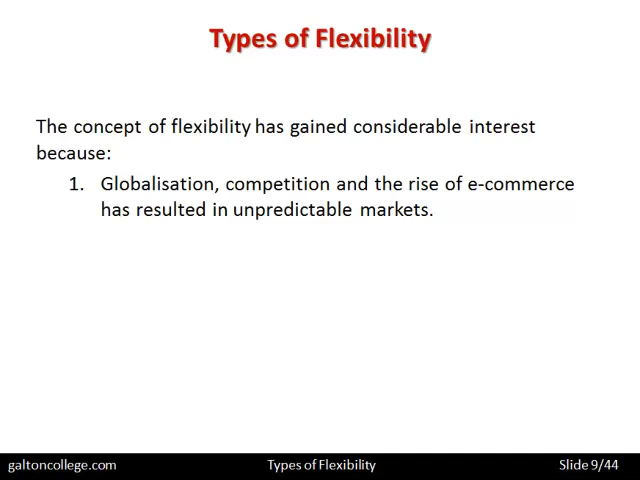 Types of Flexibility
The concept of flexibility has gained considerable interest
because:
1. Globalisation, competition and the rise of e-commerce
has resulted in unpredictable markets.
galtoncollege.com Types of Flexibility Slide 9/44